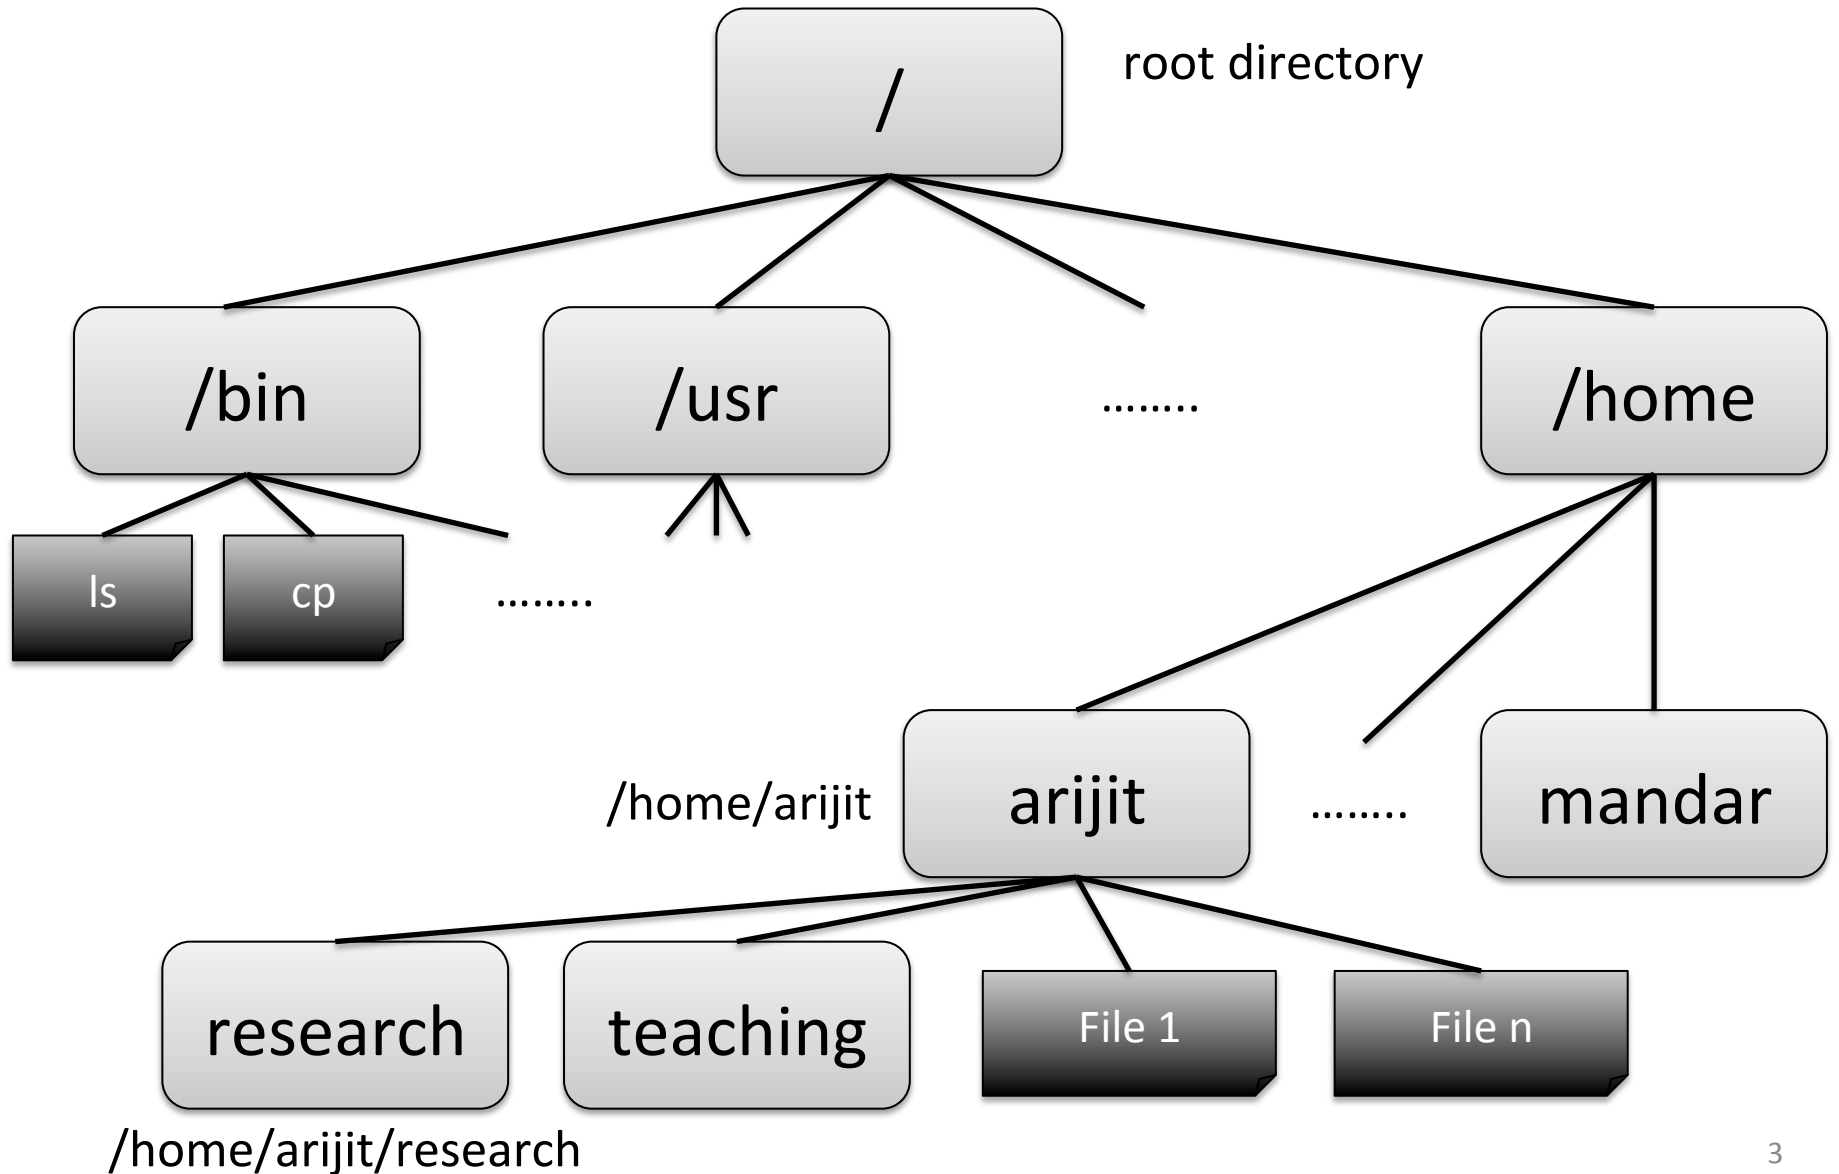 /
root directory
/bin
/usr
........
/home
ls
cp
........
/home/arijit
arijit
........
mandar
research
teaching
File 1
File n
/home/arijit/research
3